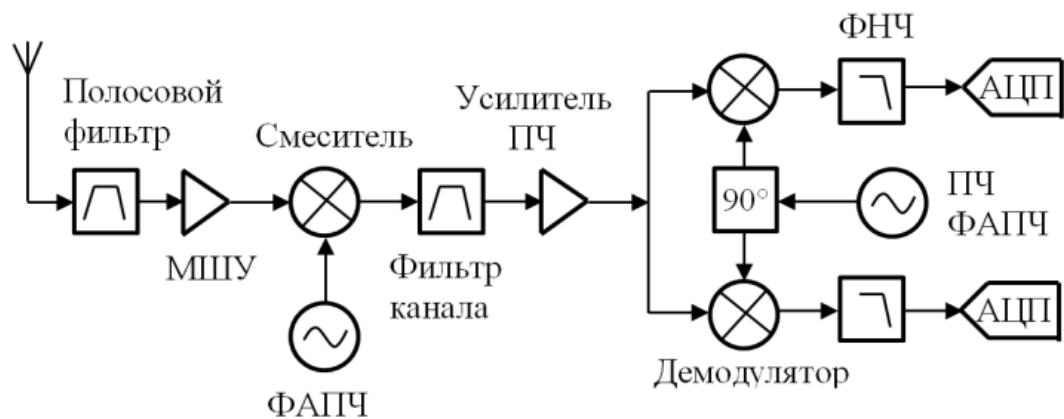 ФНЧ
АЦП
Полосовой
фильтр
Усилитель
ПЧ
Смеситель
90°
ПЧ
ФАПЧ
МШУ
Фильтр
канала
АЦП
Демодулятор
ФАПЧ